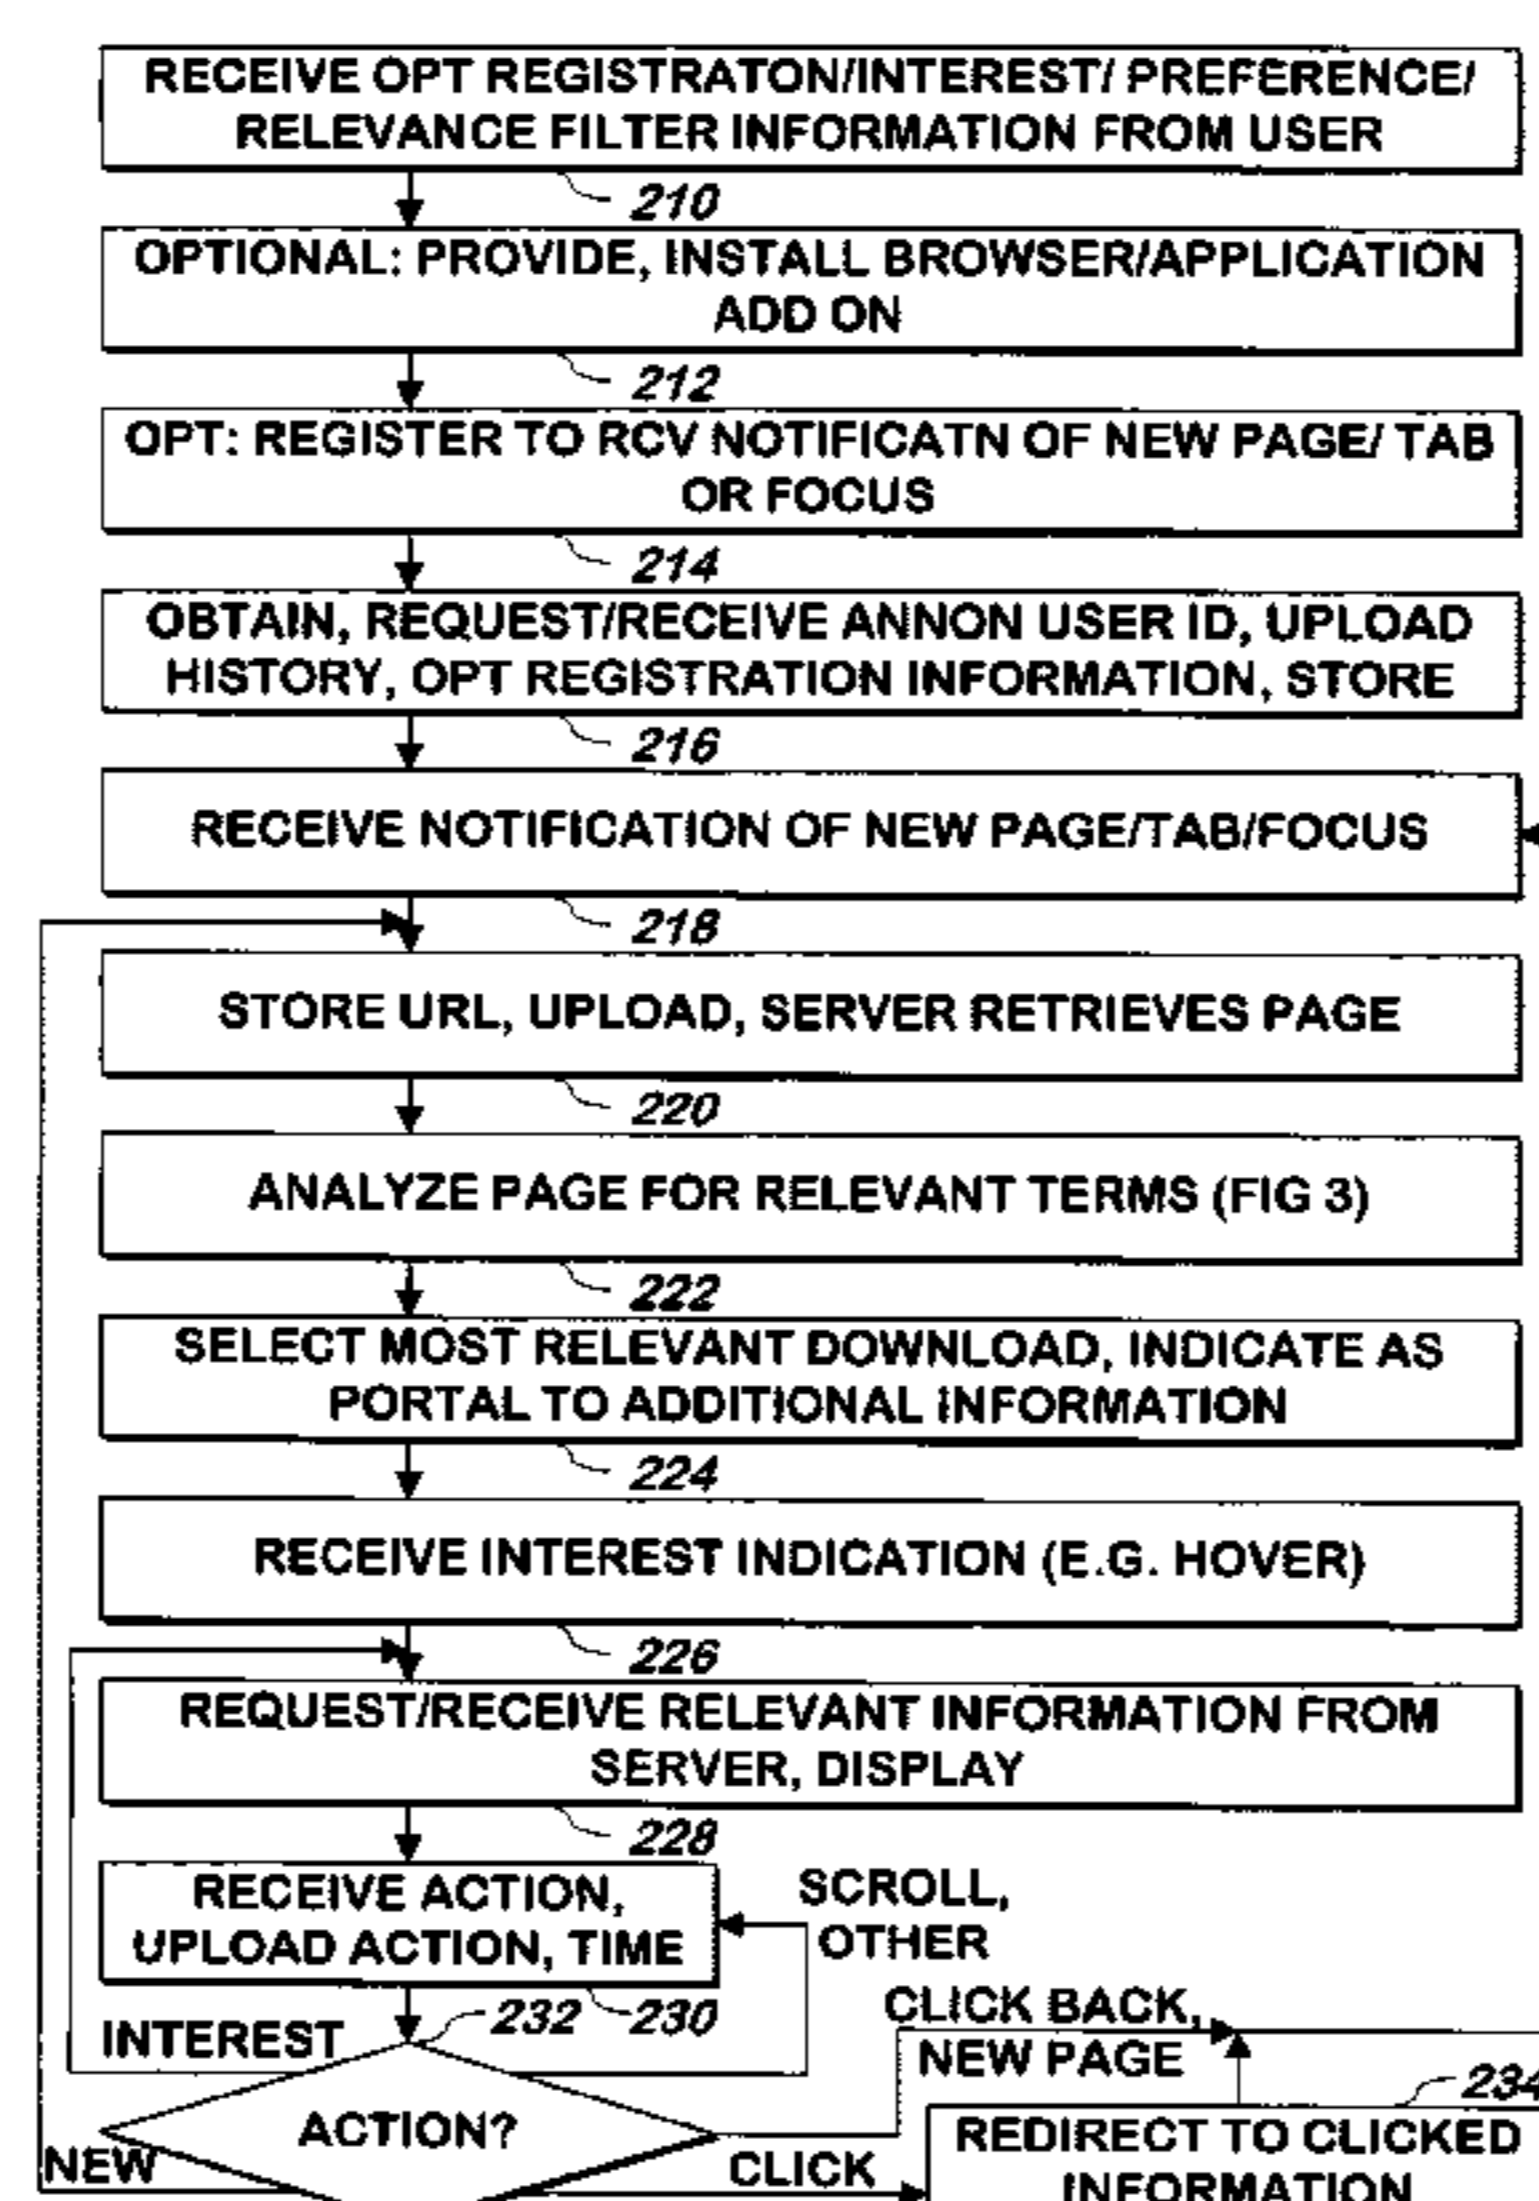 RECEIVE OPT REGISTRATON/INTEREST/ PREFERENCE/
RELEVANCE FILTER INFORMATION FROM USER
210
OPTIONAL: PROVIDE, INSTALL BROWSER/APPLICATION
ADD ON
212
OPT: REGISTER TO RCV NOTIFICATN OF NEW PAGE/ TAB
OR FOCUS
214
OBTAIN, REQUEST/RECEIVE ANNON USER ID, UPLOAD
HISTORY, OPT REGISTRATION INFORMATION, STORE
216
RECEIVE NOTIFICATION OF NEW PAGE/TAB/FOCUS
218
STORE URL, UPLOAD, SERVER RETRIEVES PAGE
220
ANALYZE PAGE FOR RELEVANT TERMS (FIG 3)
222
SELECT MOST RELEVANT DOWNLOAD, INDICATE AS
PORTAL TO ADDITIONAL INFORMATION
224
RECEIVE INTEREST INDICATION (E.G. HOVER)
226
REQUEST/RECEIVE RELEVANT INFORMATION FROM
SERVER, DISPLAY
228
RECEIVE ACTION,
UPLOAD ACTION, TIME
SCROLL,
OTHER
232
230
INTEREST
CLICK BACK,
NEW PAGE
234
ACTION?
NEW
CLICK
REDIRECT TO CLICKED
INFORMATION